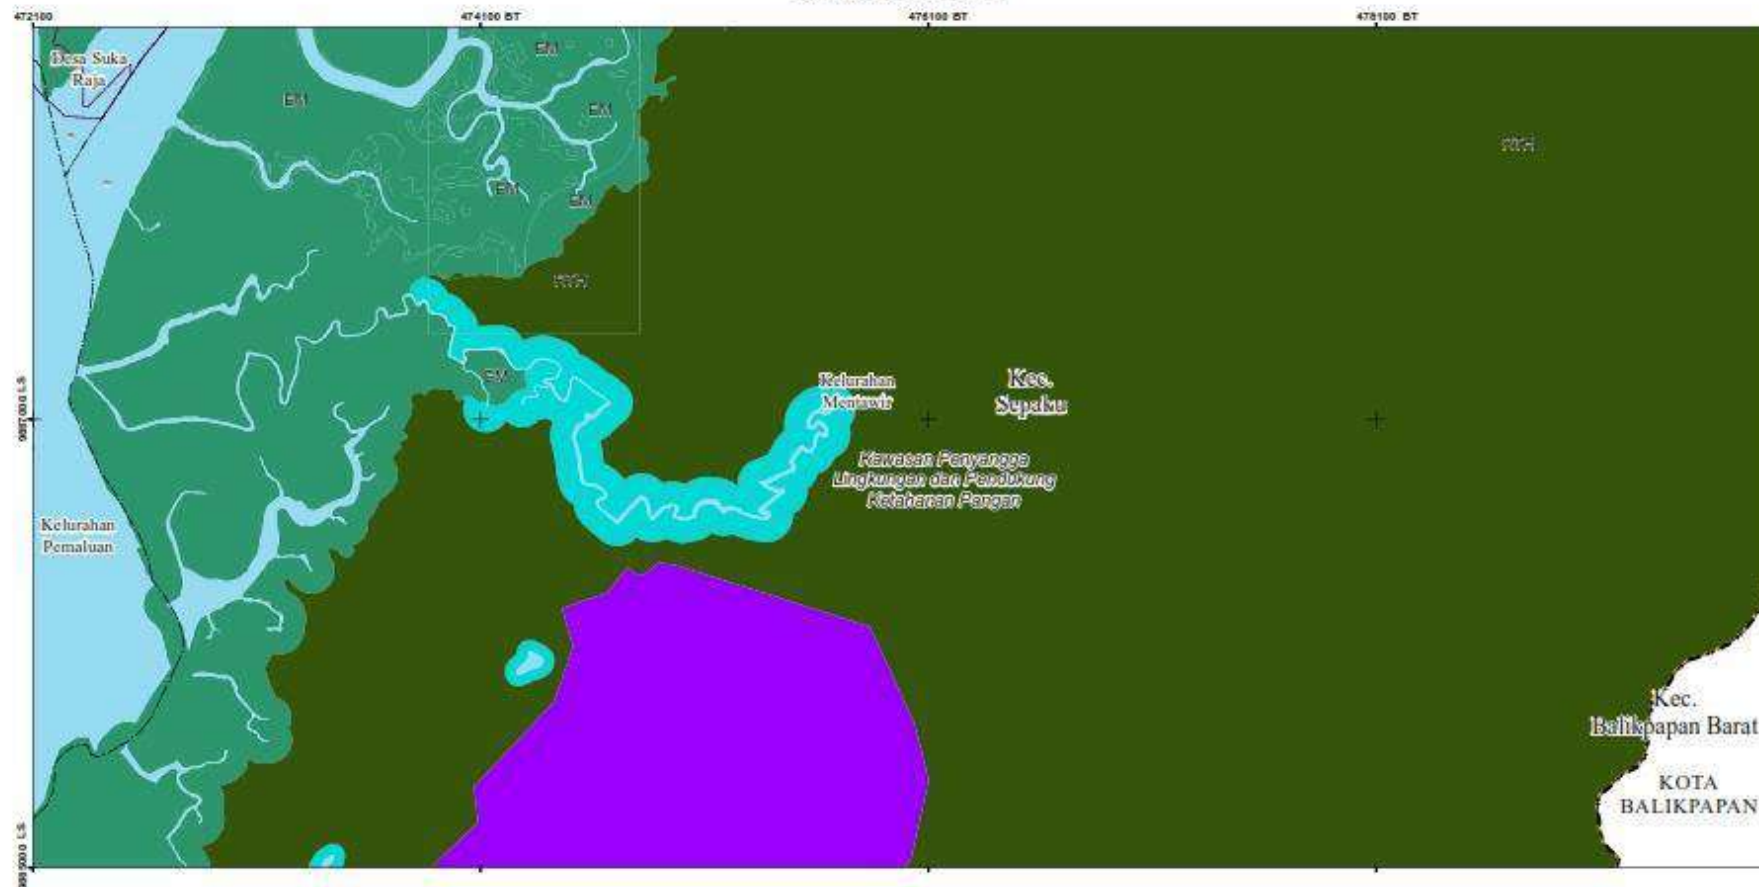 472100
474100 BT
476100 BT
478100 BT
Desa Suka
Raja
EM
EM
EM
EM
EM
EM
Kelurahan
Mentawir
Kec.
Sepaku
Kawasan Penyangga
Lingkungan dan Pendukung
Ketahanan Pangan
Kelurahan
Pemaluan
Kec.
Balikpapan Barat
KOTA
BALIKPAPAN